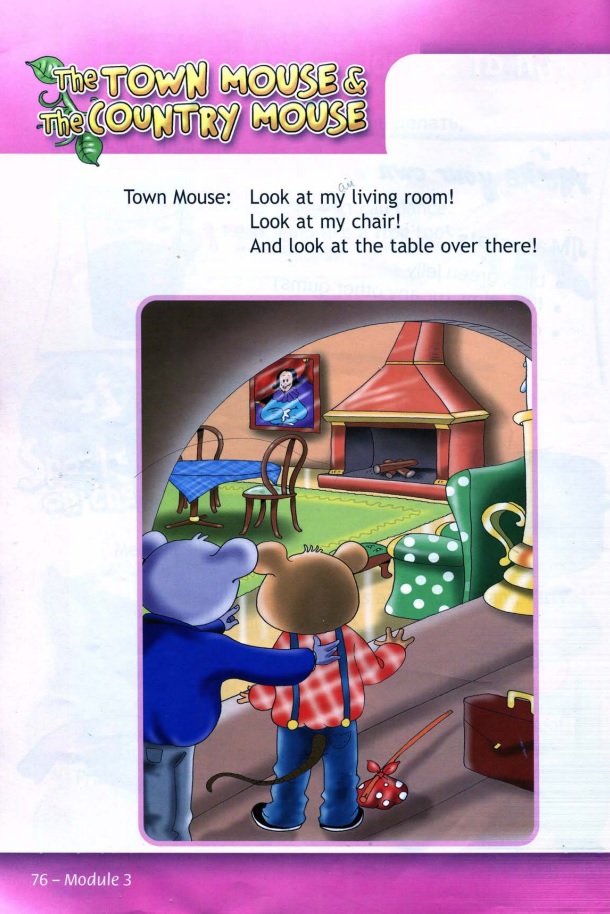 The TOWN MOUSE &
The COUNTRY MOUSE
Town Mouse: Look at my living room!
Look at my chair!
And look at the table over there!
76 – Module 3